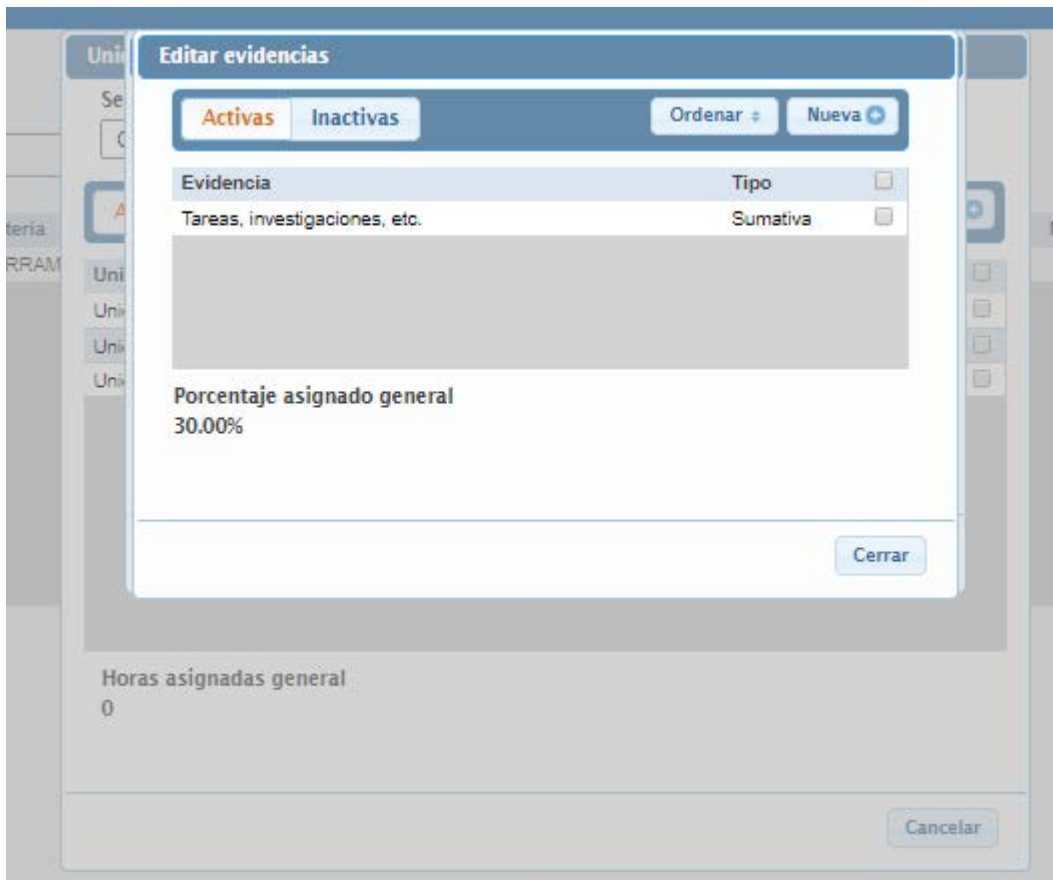 Editar evidencias
Activas Inactivas Ordenar Nueva
Evidencia Tipo
Tareas, investigaciones, etc. Sumativa
Porcentaje asignado general
30.00%
Cerrar
Horas asignadas general
0
Cancelar